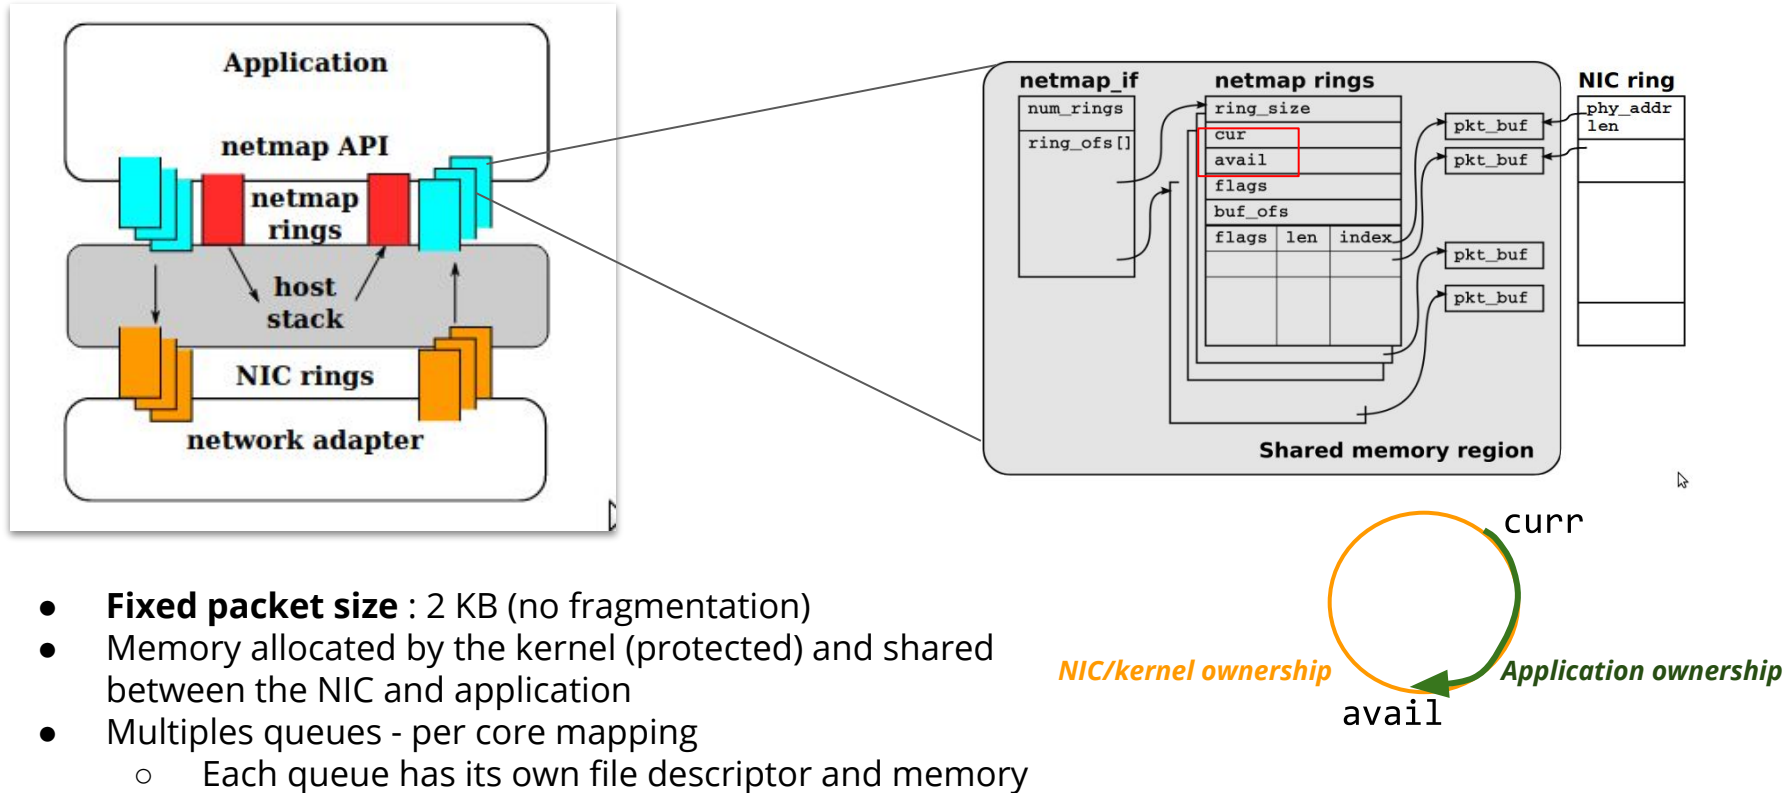 Application
netmap API
netmap
rings
host
stack
NIC rings
network adapter
netmap_if
num_rings
ring_ofs[]
netmap rings
ring_size
cur
avail
flags
buf_ofs
flags len index
pkt_buf
pkt_buf
pkt_buf
pkt_buf
NIC ring
phy_addr
len
Shared memory region
curr
NIC/kernel ownership
Application ownership
avail
● Fixed packet size : 2 KB (no fragmentation)
● Memory allocated by the kernel (protected) and shared
between the NIC and application
● Multiples queues - per core mapping
○ Each queue has its own file descriptor and memory